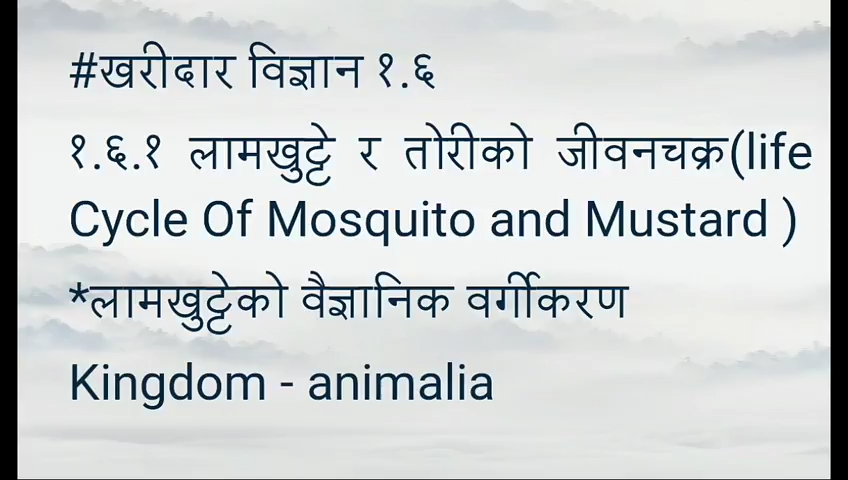 #खरीदार विज्ञान १.६
१.६.१ लामखुट्टे र तोरीको जीवनचक्र(life
Cycle Of Mosquito and Mustard )
*लामखुट्टेको वैज्ञानिक वर्गीकरण
Kingdom - animalia